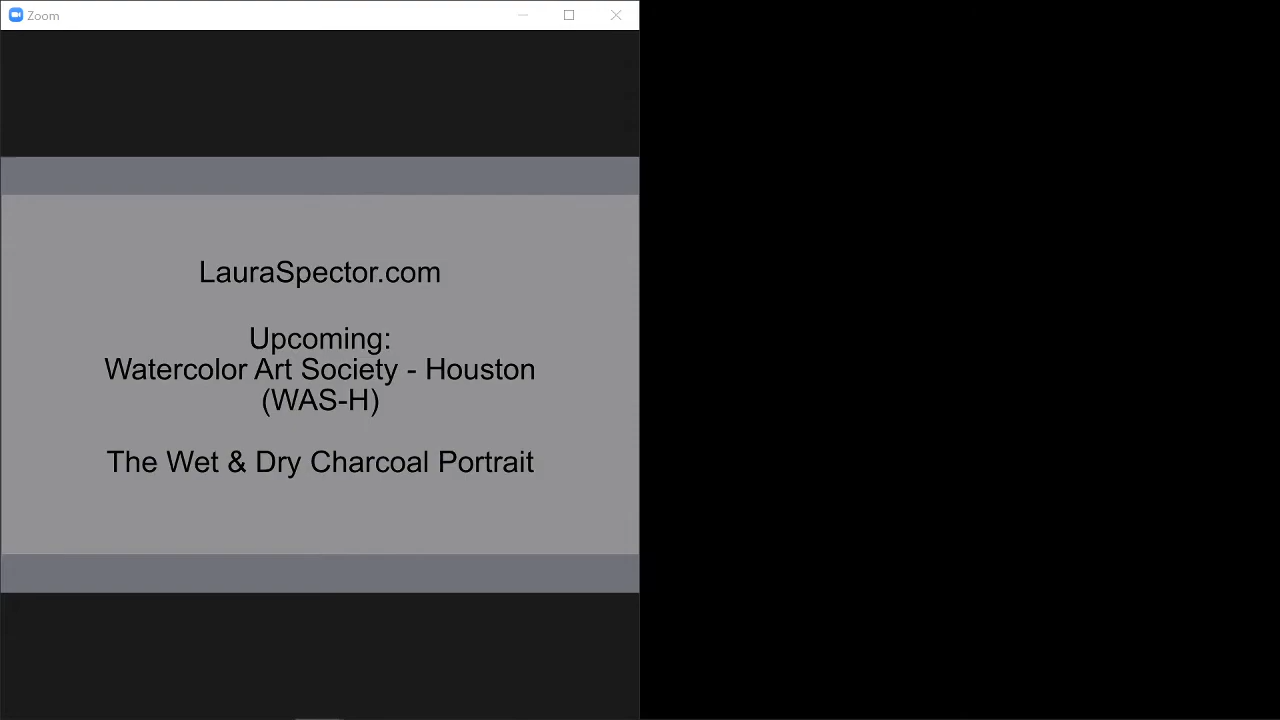 Zoom
LauraSpector.com
Upcoming:
Watercolor Art Society - Houston
(WAS-H)
The Wet & Dry Charcoal Portrait